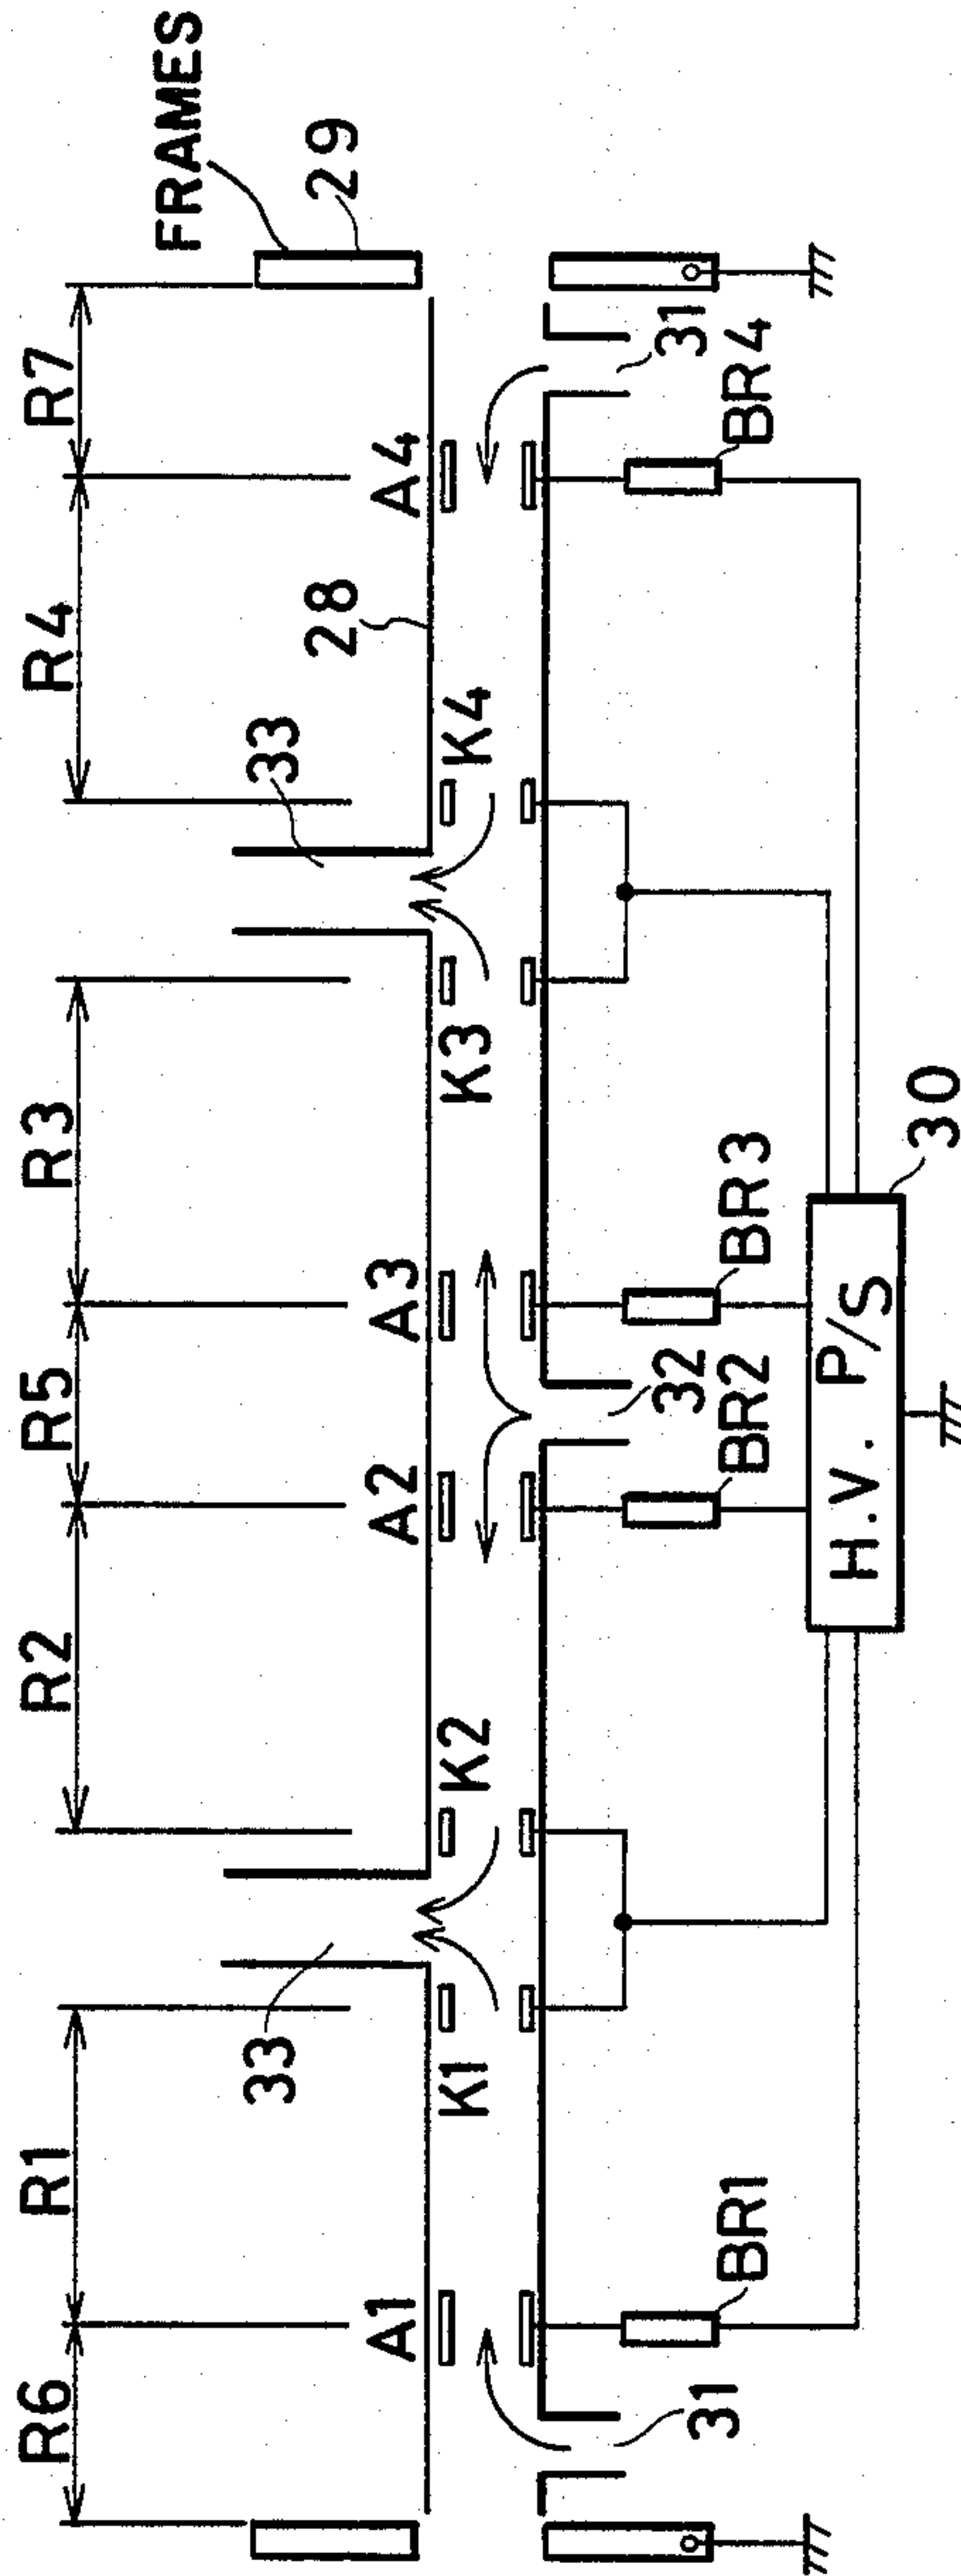 FRAMES
R6
R1
R2
R5
R3
R4
R7
33
33
28
29
A1
A2
A3
A4
K1
K2
K3
K4
31
32
31
BR1
BR2
BR3
BR4
H.V. P/S
30